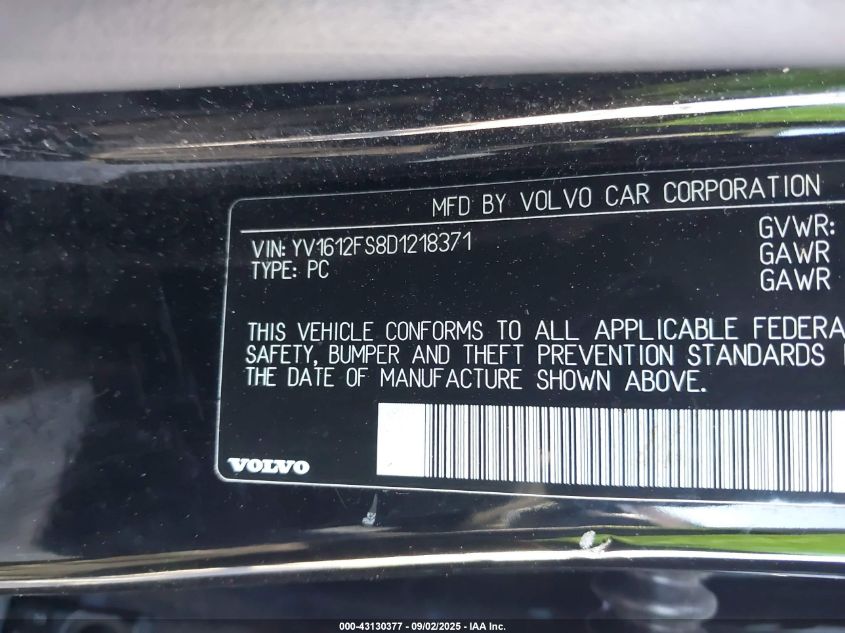 MFD BY VOLVO CAR CORPORATION
VIN: YV1612FS8D1218371
TYPE: PC
GVWR:
GAWR
GAWR
THIS VEHICLE CONFORMS TO ALL APPLICABLE FEDERA
SAFETY, BUMPER AND THEFT PREVENTION STANDARDS
THE DATE OF MANUFACTURE SHOWN ABOVE.
VOLVO
000-43130377 - 09/02/2025 - IAA Inc.